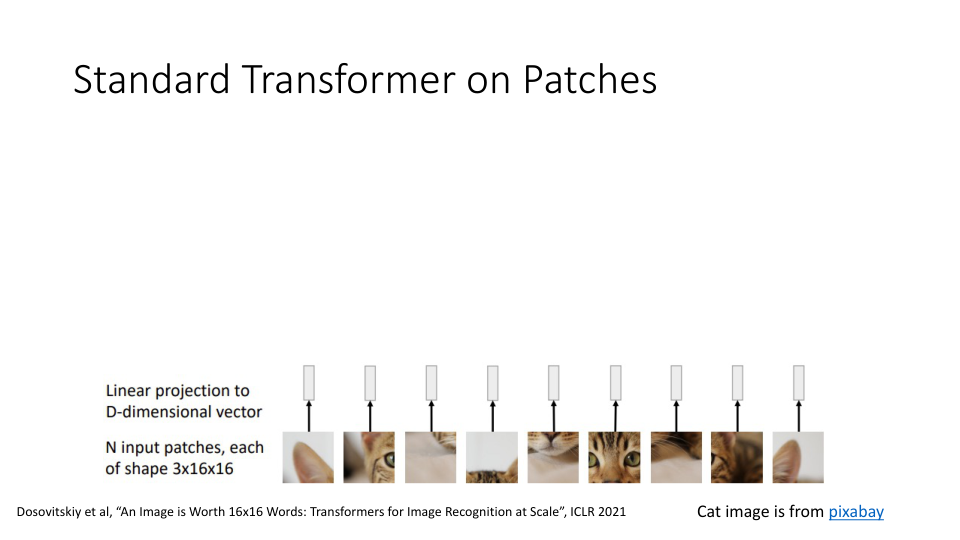 Standard Transformer on Patches
Linear projection to
D-dimensional vector
N input patches, each
of shape 3x16x16
Dosovitskiy et al, “An Image is Worth 16x16 Words: Transformers for Image Recognition at Scale”, ICLR 2021
Cat image is from pixabay